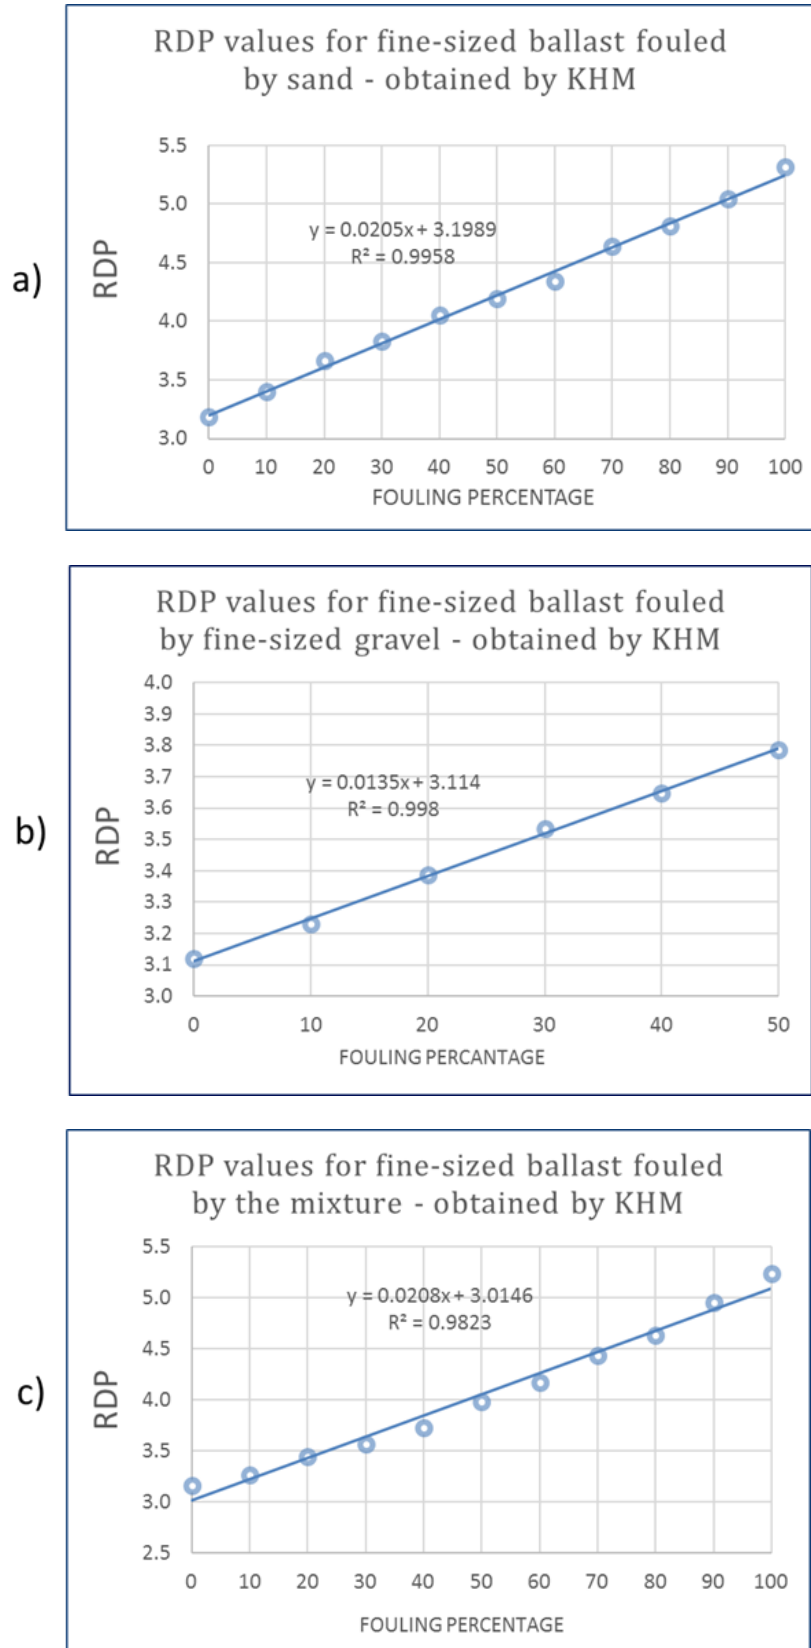 a)
RDP values for fine-sized ballast fouled
by sand - obtained by KHM
RDP
5.5
5.0
4.5
4.0
3.5
3.0
y = 0.0205x + 3.1989
R² = 0.9958
0 10 20 30 40 50 60 70 80 90 100
FOULING PERCENTAGE
b)
RDP values for fine-sized ballast fouled
by fine-sized gravel - obtained by KHM
RDP
4.0
3.9
3.8
3.7
3.6
3.5
3.4
3.3
3.2
3.1
3.0
y = 0.0135x + 3.114
R² = 0.998
0 10 20 30 40 50
FOULING PERCANTAGE
c)
RDP values for fine-sized ballast fouled
by the mixture - obtained by KHM
RDP
5.5
5.0
4.5
4.0
3.5
3.0
2.5
y = 0.0208x + 3.0146
R² = 0.9823
0 10 20 30 40 50 60 70 80 90 100
FOULING PERCENTAGE